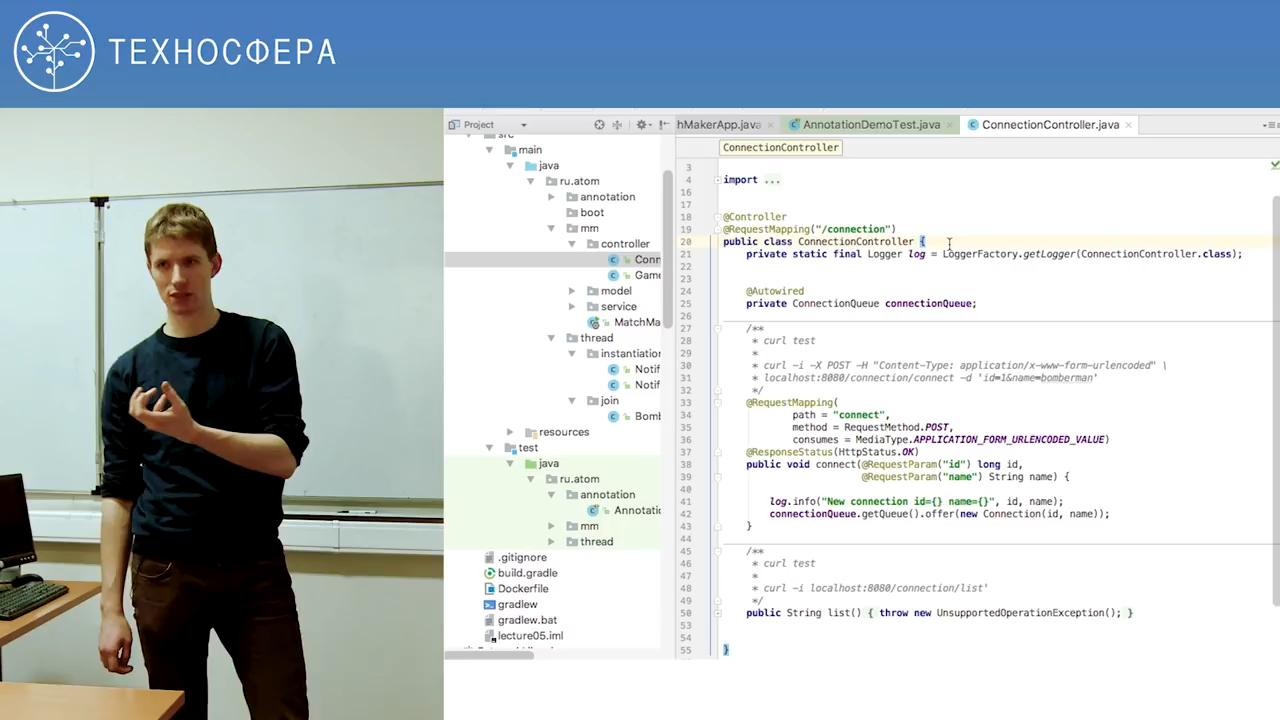 ТЕХНОСФЕРА
Project
hMakerApp.java
AnnotationDemoTest.java
ConnectionController.java
ConnectionController
main
java
ru.atom
annotation
boot
mm
controller
Conn
Game
model
service
MatchMa
thread
instantiation
Notif
Notif
join
Bomb
resources
test
java
ru.atom
annotation
Annotatio
mm
thread
.gitignore
build.gradle
Dockerfile
gradlew
gradlew.bat
lecture05.iml
3
4 import ...
16
17
18 @Controller
19 @RequestMapping("/connection")
20 public class ConnectionController {
21 private static final Logger log = LoggerFactory.getLogger(ConnectionController.class);
22
23
24 @Autowired
25 private ConnectionQueue connectionQueue;
26
27 /**
28 * curl test
29 *
30 * curl -i -X POST -H "Content-Type: application/x-www-form-urlencoded" \
31 * localhost:8080/connection/connect -d 'id=1&name=bomberman'
32 */
33 @RequestMapping(
34 path = "connect",
35 method = RequestMethod.POST,
36 consumes = MediaType.APPLICATION_FORM_URLENCODED_VALUE)
37 @ResponseStatus(HttpStatus.OK)
38 public void connect(@RequestParam("id") long id,
39 @RequestParam("name") String name) {
40
41 log.info("New connection id={} name={}", id, name);
42 connectionQueue.getQueue().offer(new Connection(id, name));
43 }
44
45 /**
46 * curl test
47 *
48 * curl -i localhost:8080/connection/list'
49 */
50 public String list() { throw new UnsupportedOperationException(); }
53
54
55 }